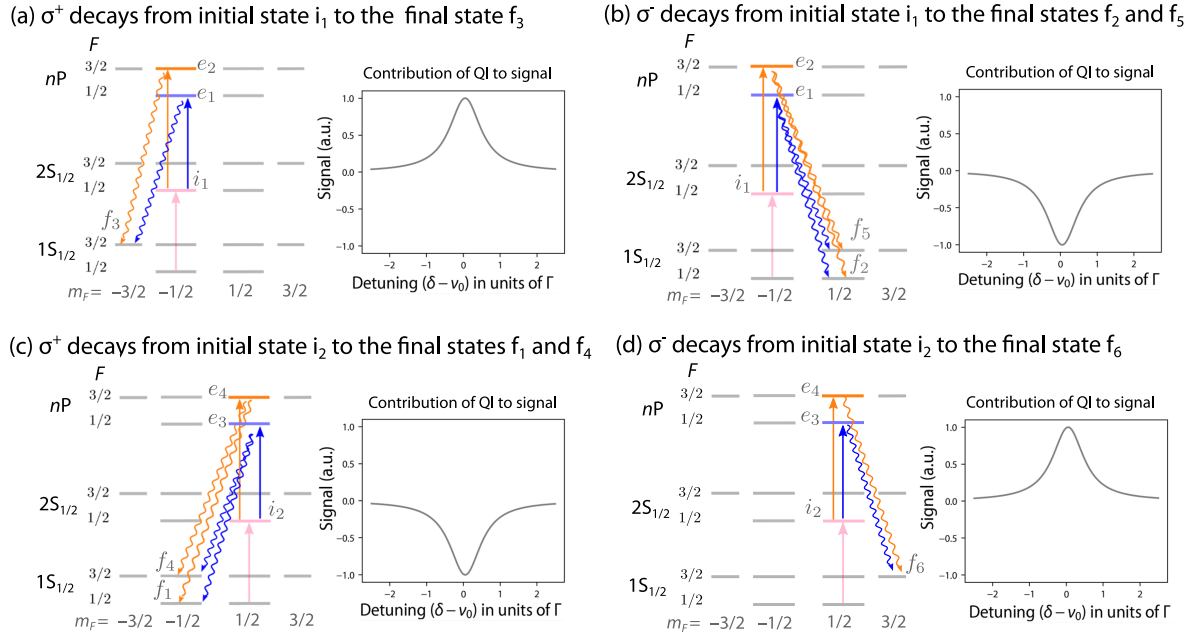 (a) σ⁺ decays from initial state i₁ to the final state f₃
F
nP
3/2
e₂
1/2
e₁
2S₁/₂
3/2
1/2
i₁
f₃
1S₁/₂
3/2
1/2
m_F= −3/2 −1/2 1/2 3/2
Contribution of QI to signal
Signal (a.u.)
1.0
0.5
0.0
−0.5
−1.0
−2 −1 0 1 2
Detuning (δ − ν₀) in units of Γ
(b) σ⁻ decays from initial state i₁ to the final states f₂ and f₅
F
nP
3/2
e₂
1/2
e₁
2S₁/₂
3/2
1/2
i₁
f₅
1S₁/₂
3/2
f₂
1/2
m_F= −3/2 −1/2 1/2 3/2
Contribution of QI to signal
Signal (a.u.)
1.0
0.5
0.0
−0.5
−1.0
−2 −1 0 1 2
Detuning (δ − ν₀) in units of Γ
(c) σ⁺ decays from initial state i₂ to the final states f₁ and f₄
F
nP
3/2
e₄
1/2
e₃
2S₁/₂
3/2
1/2
i₂
f₄
1S₁/₂
3/2
f₁
1/2
m_F= −3/2 −1/2 1/2 3/2
Contribution of QI to signal
Signal (a.u.)
1.0
0.5
0.0
−0.5
−1.0
−2 −1 0 1 2
Detuning (δ − ν₀) in units of Γ
(d) σ⁻ decays from initial state i₂ to the final state f₆
F
nP
3/2
e₄
1/2
e₃
2S₁/₂
3/2
1/2
i₂
f₆
1S₁/₂
3/2
1/2
m_F= −3/2 −1/2 1/2 3/2
Contribution of QI to signal
Signal (a.u.)
1.0
0.5
0.0
−0.5
−1.0
−2 −1 0 1 2
Detuning (δ − ν₀) in units of Γ